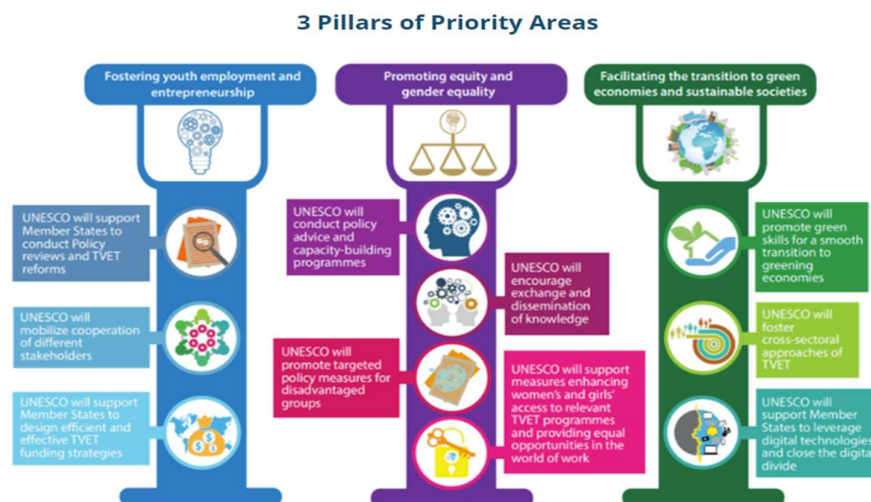 3 Pillars of Priority Areas
Fostering youth employment and
entrepreneurship
UNESCO will support
Member States to
conduct Policy
reviews and TVET
reforms
UNESCO will
mobilize cooperation
of different
stakeholders
UNESCO will support
Member States to
design efficient and
effective TVET
funding strategies
Promoting equity and
gender equality
UNESCO will
conduct policy
advice and
capacity-building
programmes
UNESCO will
encourage
exchange and
dissemination
of knowledge
UNESCO will
promote targeted
policy measures for
disadvantaged
groups
UNESCO will support
measures enhancing
women's and girls'
access to relevant
TVET programmes
and providing equal
opportunities in the
world of work
Facilitating the transition to green
economies and sustainable societies
UNESCO will
promote green
skills for a smooth
transition to
greening
economies
UNESCO will
foster
cross-sectoral
approaches of
TVET
UNESCO will
support Member
States to leverage
digital technologies
and close the digital
divide